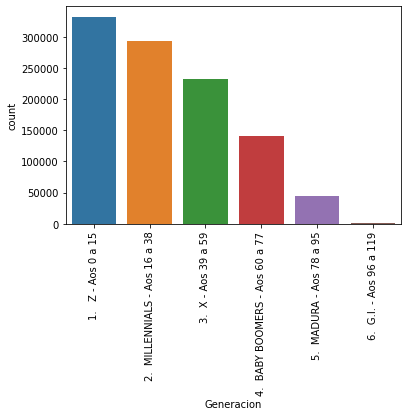 300000
250000
200000
150000
100000
50000
0
count
1.   Z - Aos 0 a 15
2.  MILLENNIALS - Aos 16 a 38
3.  X - Aos 39 a 59
4.  BABY BOOMERS - Aos 60 a 77
5.  MADURA - Aos 78 a 95
6.  G.I. - Aos 96 a 119
Generacion